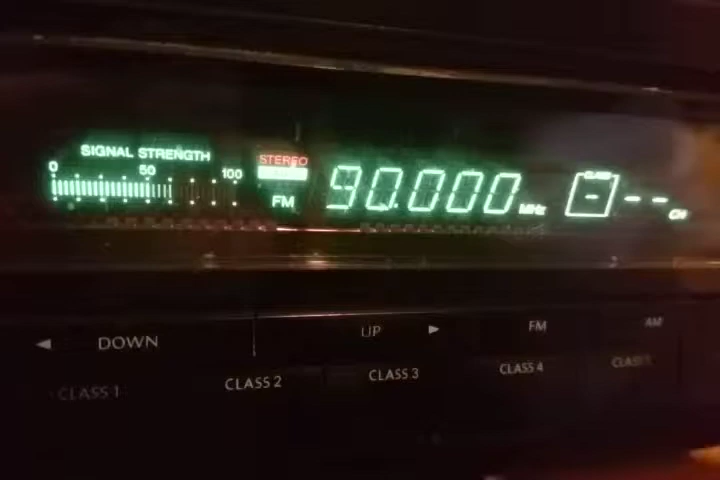 SIGNAL STRENGTH
0 50 100
STEREO
FM
90.000 MHz
CLASS
- -- CH
DOWN UP FM AM
CLASS 1 CLASS 2 CLASS 3 CLASS 4